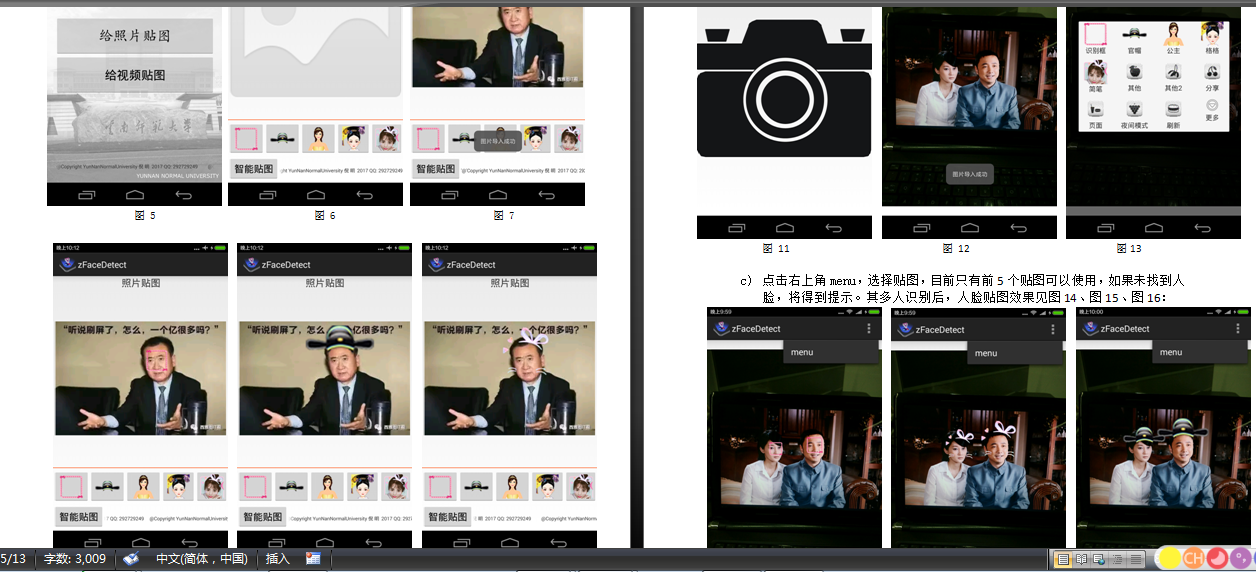 给照片贴图
给视频贴图
云南师范大学
©Copyright YunNanNormalUniversity 倪明 2017 QQ: 292729249
YUNNAN NORMAL UNIVERSITY
图 5
智能贴图
YunNanNormalUniversity 倪明 2017 QQ: 292729249
图 6
图片导入成功
智能贴图
@Copyright YunNanNormalUniversity
图 7
晚上10:12
zFaceDetect
照片贴图
“听说刷屏了，怎么，一个亿很多吗？”
智能贴图
QQ: 292729249 @Copyright YunNanNormalUniversit
晚上10:12
zFaceDetect
照片贴图
“听说刷屏了，怎么，一个亿很多吗？”
智能贴图
Copyright YunNanNormalUniversity 倪明 2017 QQ: 292
晚上10:12
zFaceDetect
照片贴图
“听说刷屏了，怎么，一个亿很多吗？”
智能贴图
明 2017 QQ: 292729249 @Copyright YunNanNor
图 11
图片导入成功
图 12
识别框 官帽 公主 格格
简笔 其他 其他2 分享
页面 夜间模式 刷新 更多
图 13
c) 点击右上角 menu，选择贴图，目前只有前 5 个贴图可以使用，如果未找到人
脸，将得到提示。其多人识别后，人脸贴图效果见图 14、图 15、图 16：
晚上9:59
zFaceDetect
menu
晚上9:59
zFaceDetect
menu
晚上10:00
zFaceDetect
menu
5/13 字数: 3,009 中文(简体，中国) 插入
CH